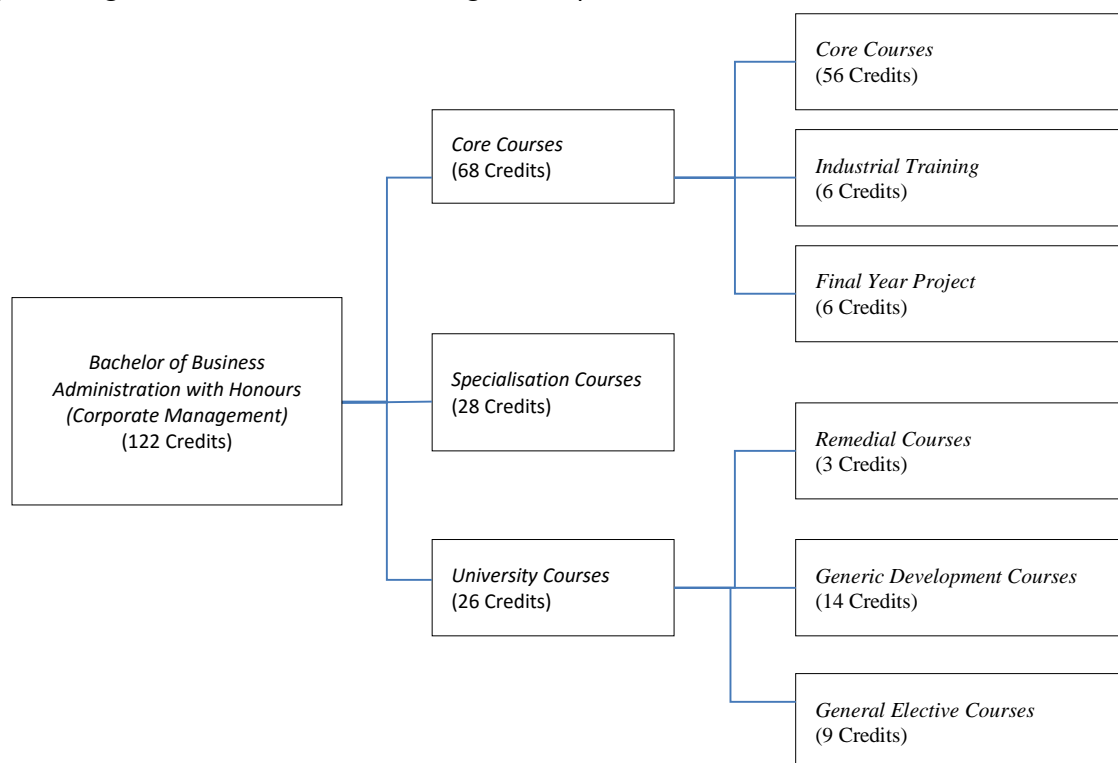 Core Courses
(56 Credits)
Core Courses
(68 Credits)
Industrial Training
(6 Credits)
Final Year Project
(6 Credits)
Bachelor of Business
Administration with Honours
(Corporate Management)
(122 Credits)
Specialisation Courses
(28 Credits)
Remedial Courses
(3 Credits)
University Courses
(26 Credits)
Generic Development Courses
(14 Credits)
General Elective Courses
(9 Credits)